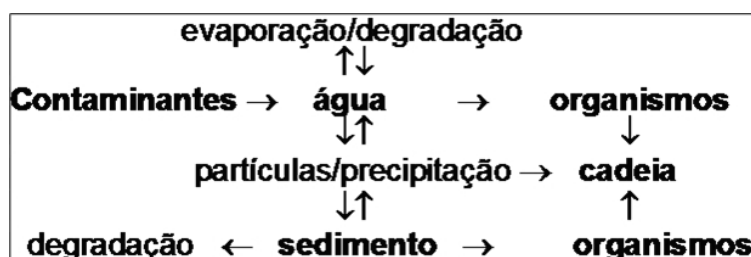 evaporação/degradação
↑↓
Contaminantes → água → organismos
↓↑ ↓
partículas/precipitação → cadeia
↓↑ ↑
degradação ← sedimento → organismos